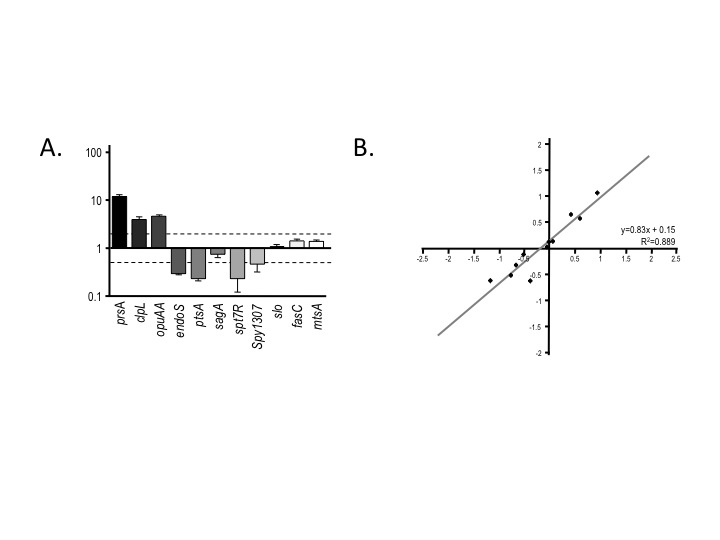 A.
100
10
1
0.1
prsA
clpL
opuAA
endoS
ptsA
sagA
spt7R
Spy1307
slo
fasC
mtsA
B.
2
1.5
1
0.5
-0.5
-1
-1.5
-2
-2.5
-2
-1.5
-1
-0.5
0.5
1
1.5
2
2.5
y=0.83x + 0.15
R²=0.889